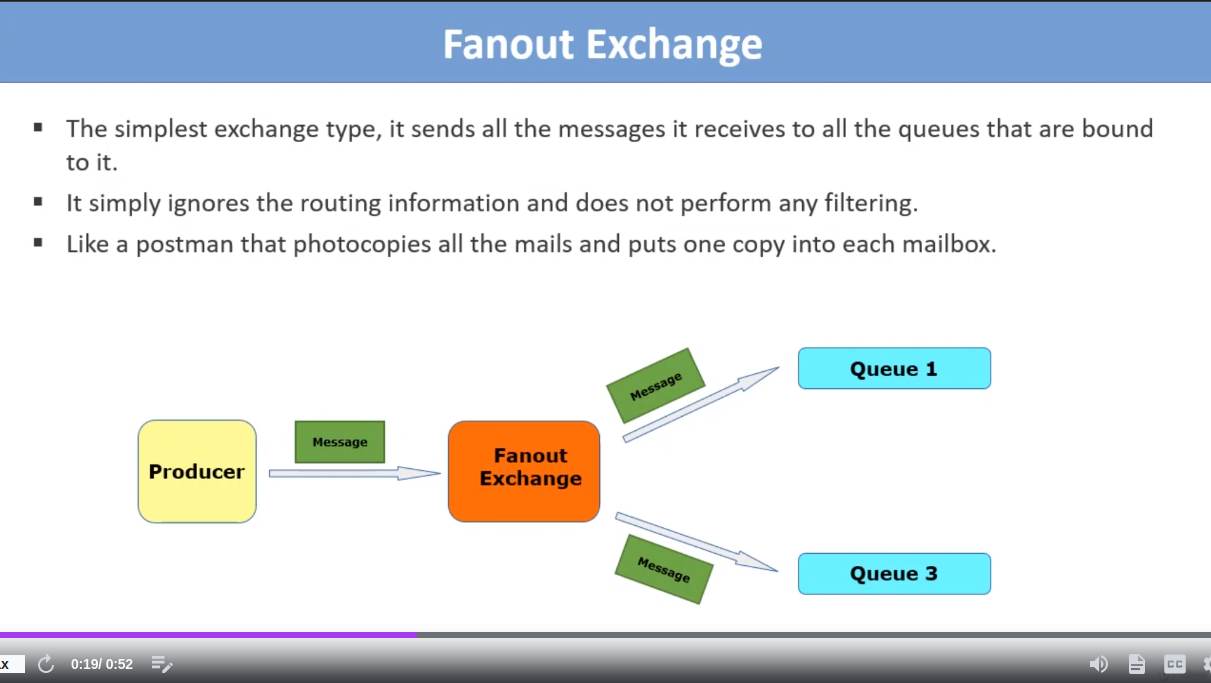 Fanout Exchange
▪ The simplest exchange type, it sends all the messages it receives to all the queues that are bound
to it.
▪ It simply ignores the routing information and does not perform any filtering.
▪ Like a postman that photocopies all the mails and puts one copy into each mailbox.
Message
Queue 1
Message
Producer
Fanout
Exchange
Message
Queue 3
x
0:19/ 0:52
CC